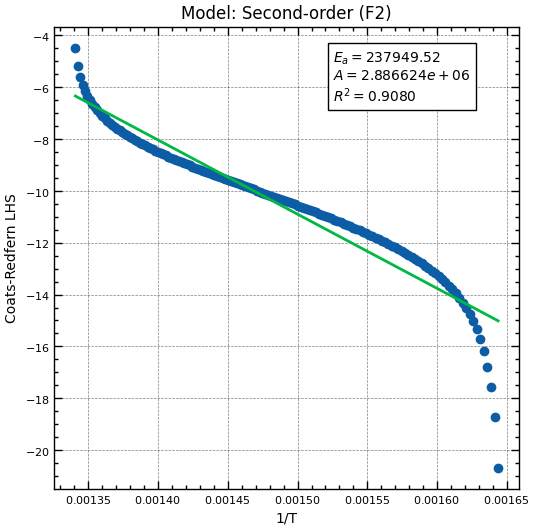 Model: Second-order (F2)
−4
−6
−8
−10
−12
−14
−16
−18
−20
Coats-Redfern LHS
E_a = 237949.52
A = 2.886624e + 06
R² = 0.9080
0.00135 0.00140 0.00145 0.00150 0.00155 0.00160 0.00165
1/T